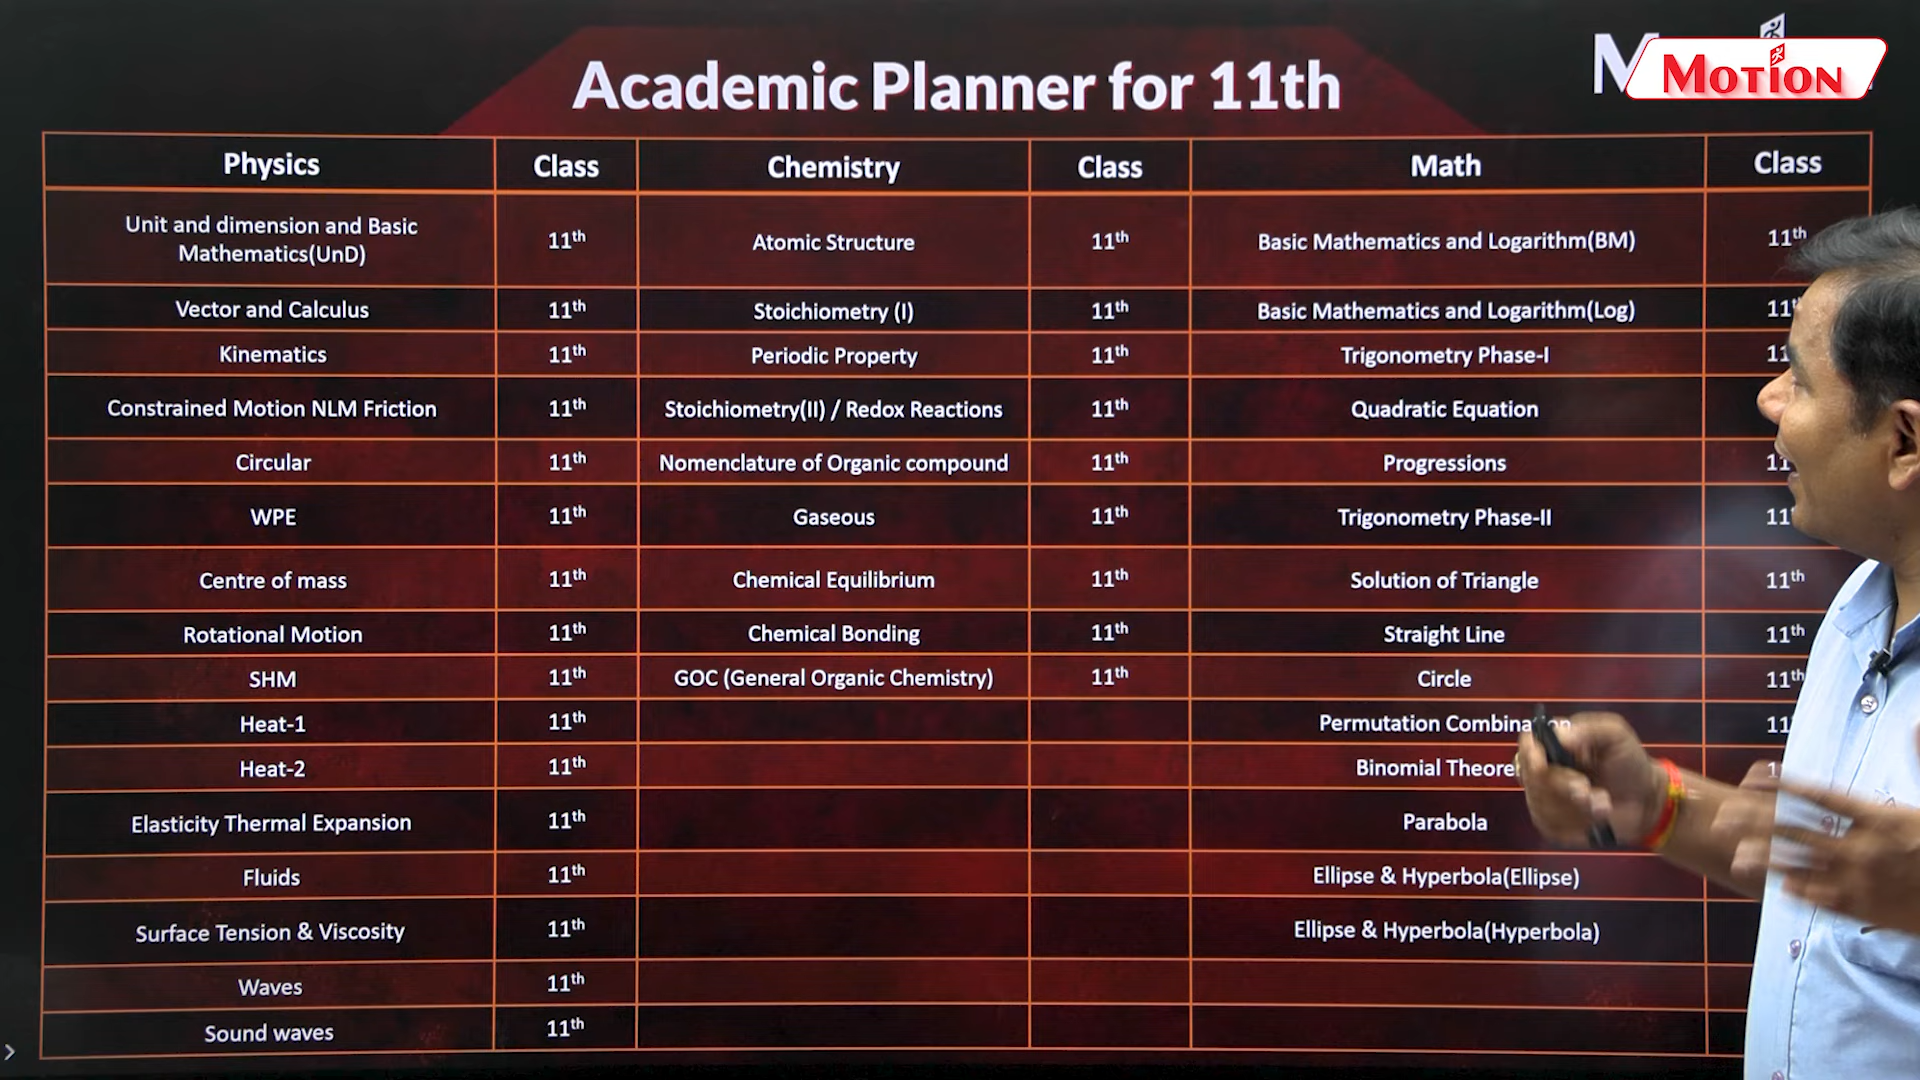 Academic Planner for 11th
MOTION
Physics Class Chemistry Class Math Class
Unit and dimension and Basic
Mathematics(UnD) 11th Atomic Structure 11th Basic Mathematics and Logarithm(BM) 11th
Vector and Calculus 11th Stoichiometry (I) 11th Basic Mathematics and Logarithm(Log)
Kinematics 11th Periodic Property 11th Trigonometry Phase-I
Constrained Motion NLM Friction 11th Stoichiometry(II) / Redox Reactions 11th Quadratic Equation
Circular 11th Nomenclature of Organic compound 11th Progressions
WPE 11th Gaseous 11th Trigonometry Phase-II
Centre of mass 11th Chemical Equilibrium 11th Solution of Triangle 11th
Rotational Motion 11th Chemical Bonding 11th Straight Line 11th
SHM 11th GOC (General Organic Chemistry) 11th Circle 11th
Heat-1 11th Permutation Combination
Heat-2 11th Binomial
Elasticity Thermal Expansion 11th Parabola
Fluids 11th Ellipse & Hyperbola(Ellipse)
Surface Tension & Viscosity 11th Ellipse & Hyperbola(Hyperbola)
Waves 11th
Sound waves 11th